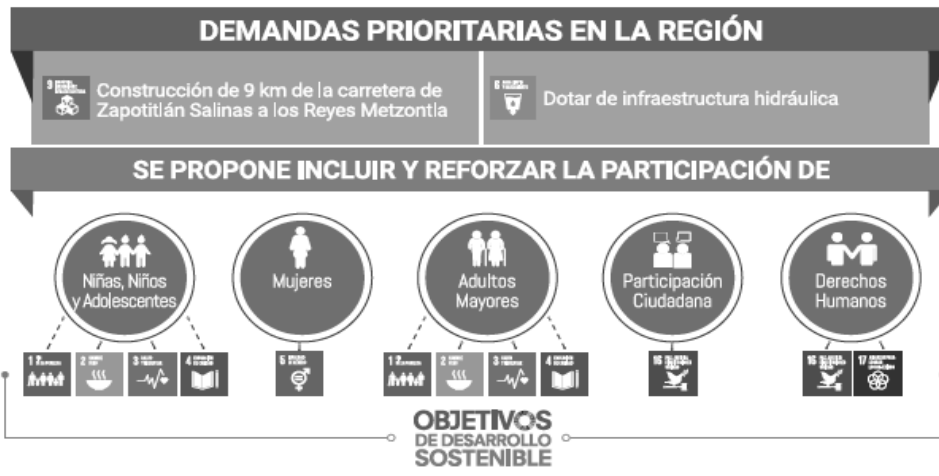 DEMANDAS PRIORITARIAS EN LA REGIÓN
9
Construcción de 9 km de la carretera de
Zapotitlán Salinas a los Reyes Metzontla
6
Dotar de infraestructura hidráulica
SE PROPONE INCLUIR Y REFORZAR LA PARTICIPACIÓN DE
Niñas, Niños
y Adolescentes
Mujeres
Adultos
Mayores
Participación
Ciudadana
Derechos
Humanos
1
2
3
4
5
1
2
3
4
16
16
17
OBJETIVOS
DE DESARROLLO
SOSTENIBLE